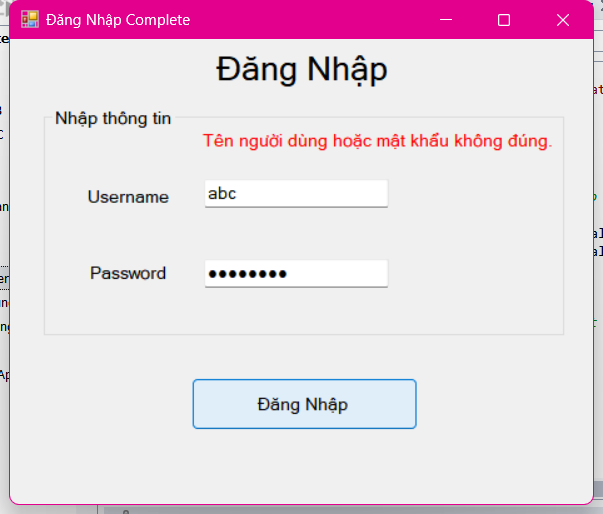 Đăng Nhập Complete
Đăng Nhập
Nhập thông tin
Tên người dùng hoặc mật khẩu không đúng.
Username
abc
Password
●●●●●●●●
Đăng Nhập